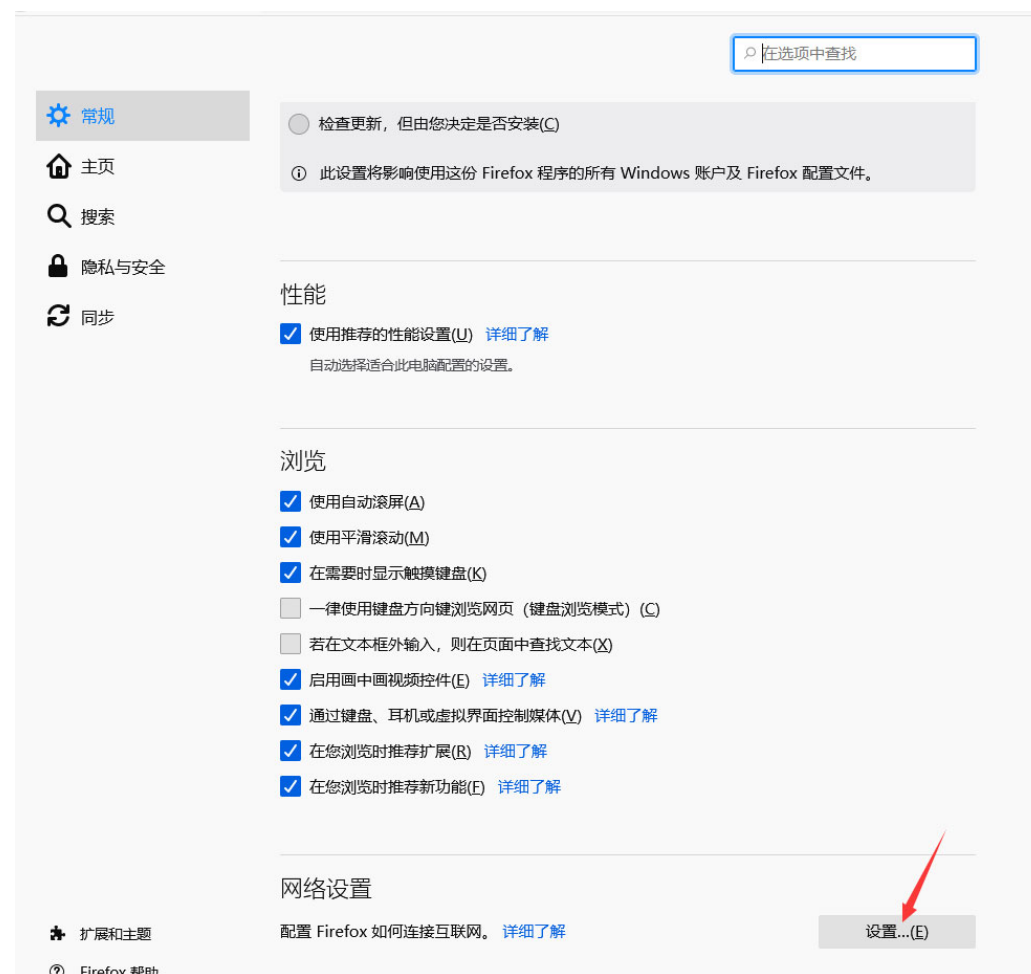 在选项中查找
常规
主页
搜索
隐私与安全
同步
检查更新，但由您决定是否安装(C)
此设置将影响使用这份 Firefox 程序的所有 Windows 账户及 Firefox 配置文件。
性能
使用推荐的性能设置(U) 详细了解
自动选择适合此电脑配置的设置。
浏览
使用自动滚屏(A)
使用平滑滚动(M)
在需要时显示触摸键盘(K)
一律使用键盘方向键浏览网页（键盘浏览模式）(C)
若在文本框外输入，则在页面中查找文本(X)
启用画中画视频控件(E) 详细了解
通过键盘、耳机或虚拟界面控制媒体(V) 详细了解
在您浏览时推荐扩展(R) 详细了解
在您浏览时推荐新功能(F) 详细了解
网络设置
配置 Firefox 如何连接互联网。 详细了解
设置...(E)
扩展和主题
Firefox 帮助